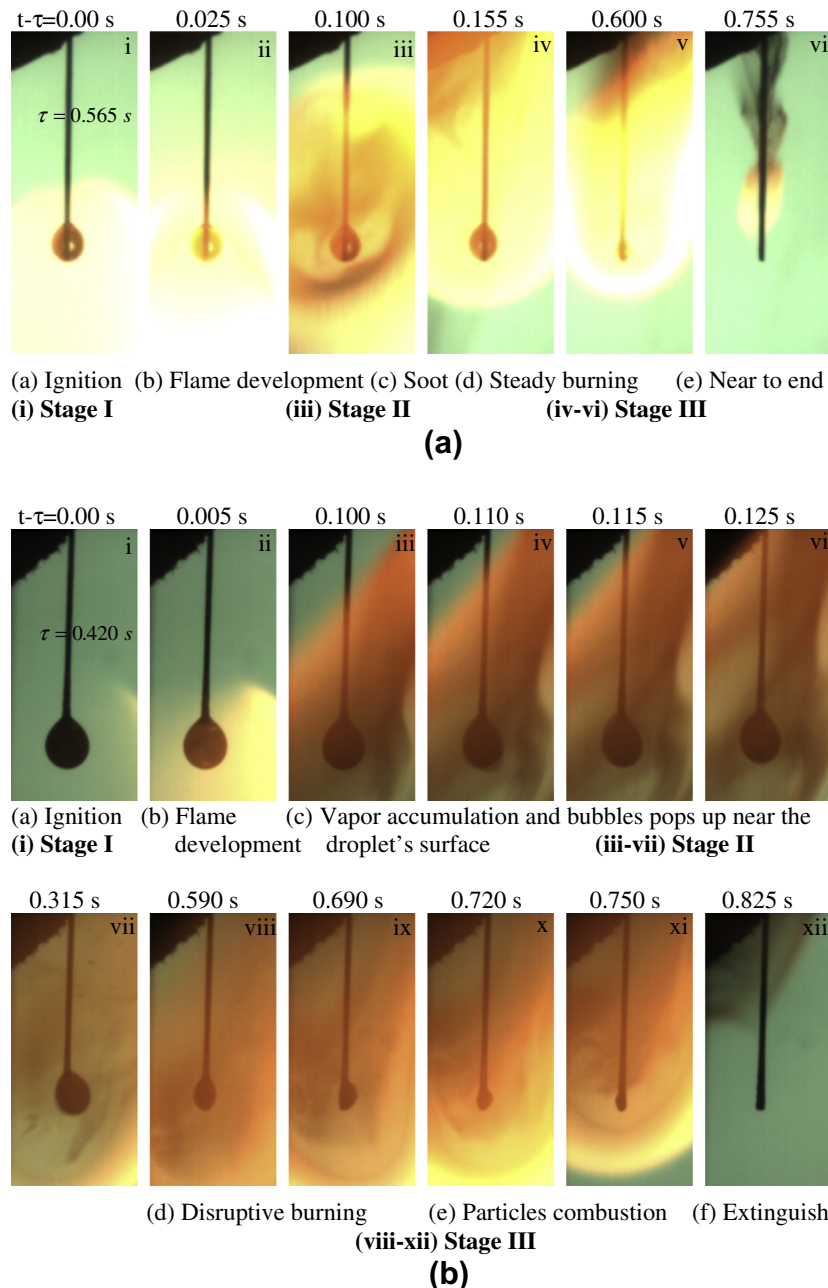 t-τ=0.00 s 0.025 s 0.100 s 0.155 s 0.600 s 0.755 s
i ii iii iv v vi
τ = 0.565 s
(a) Ignition (b) Flame development (c) Soot (d) Steady burning (e) Near to end
(i) Stage I (iii) Stage II (iv-vi) Stage III
(a)
t-τ=0.00 s 0.005 s 0.100 s 0.110 s 0.115 s 0.125 s
i ii iii iv v vi
τ = 0.420 s
(a) Ignition (b) Flame (c) Vapor accumulation and bubbles pops up near the
(i) Stage I development droplet's surface (iii-vii) Stage II
0.315 s 0.590 s 0.690 s 0.720 s 0.750 s 0.825 s
vii viii ix x xi xii
(d) Disruptive burning (e) Particles combustion (f) Extinguish
(viii-xii) Stage III
(b)